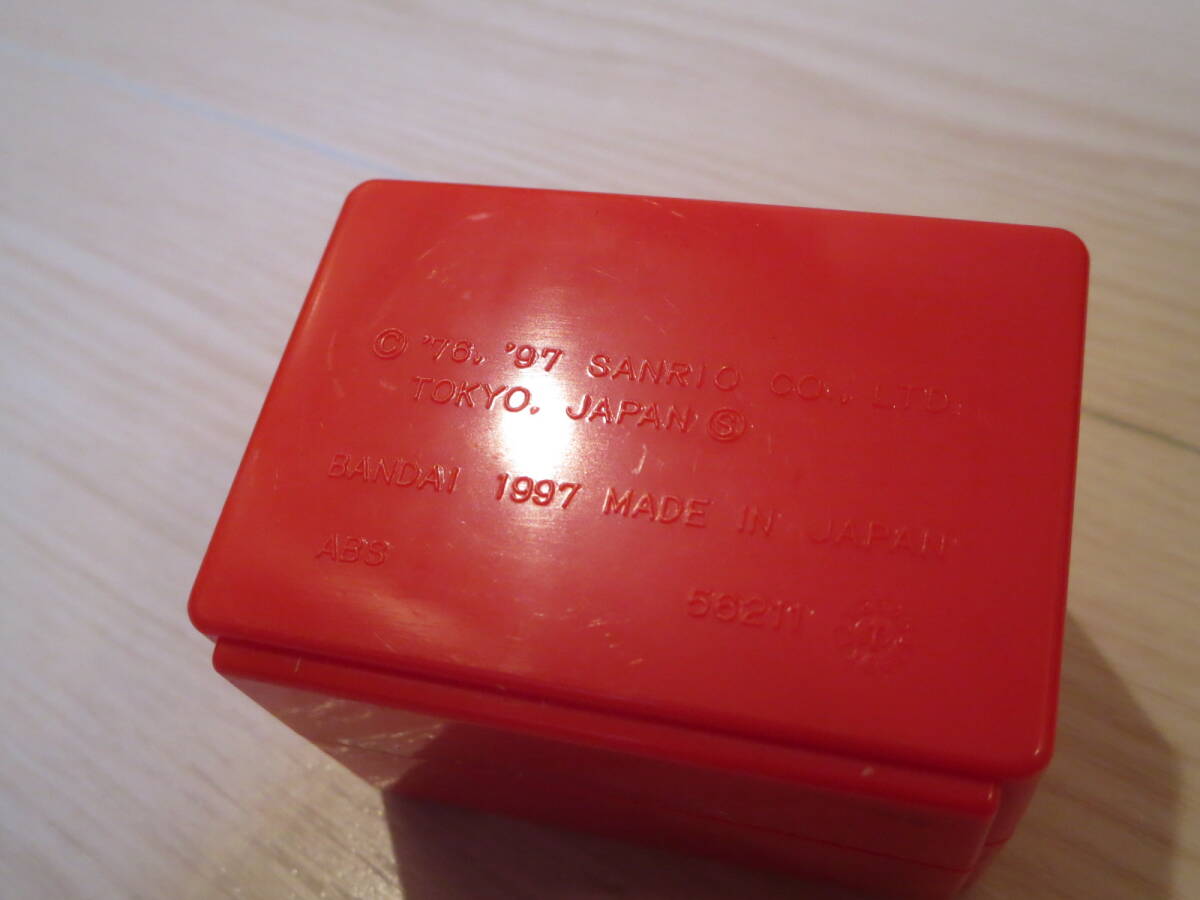 © '76, '97 SANRIO CO., LTD.
TOKYO, JAPAN Ⓢ
BANDAI 1997 MADE IN JAPAN
ABS 56211